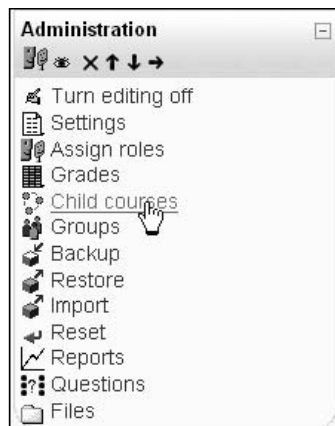 Administration
Turn editing off
Settings
Assign roles
Grades
Child courses
Groups
Backup
Restore
Import
Reset
Reports
Questions
Files